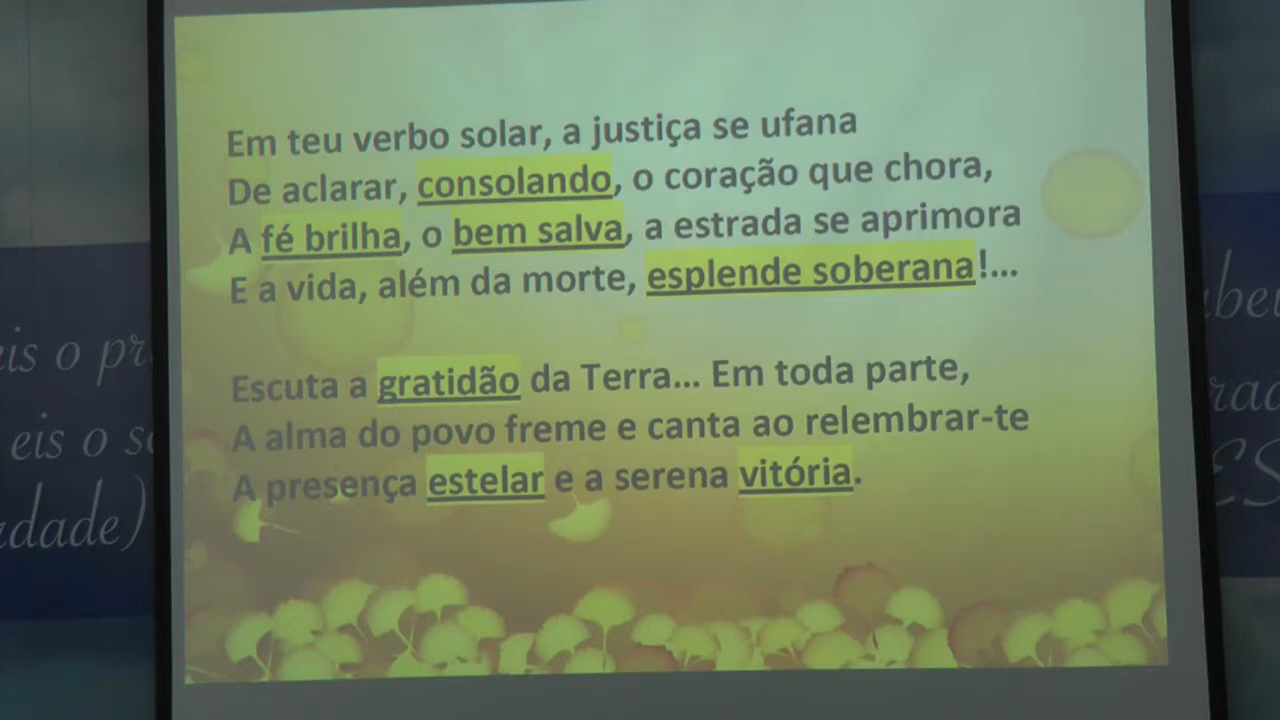 Em teu verbo solar, a justiça se ufana
De aclarar, consolando, o coração que chora,
A fé brilha, o bem salva, a estrada se aprimora
E a vida, além da morte, esplende soberana!...
Escuta a gratidão da Terra... Em toda parte,
A alma do povo freme e canta ao relembrar-te
A presença estelar e a serena vitória.
eis o pr
eis o s
dade)